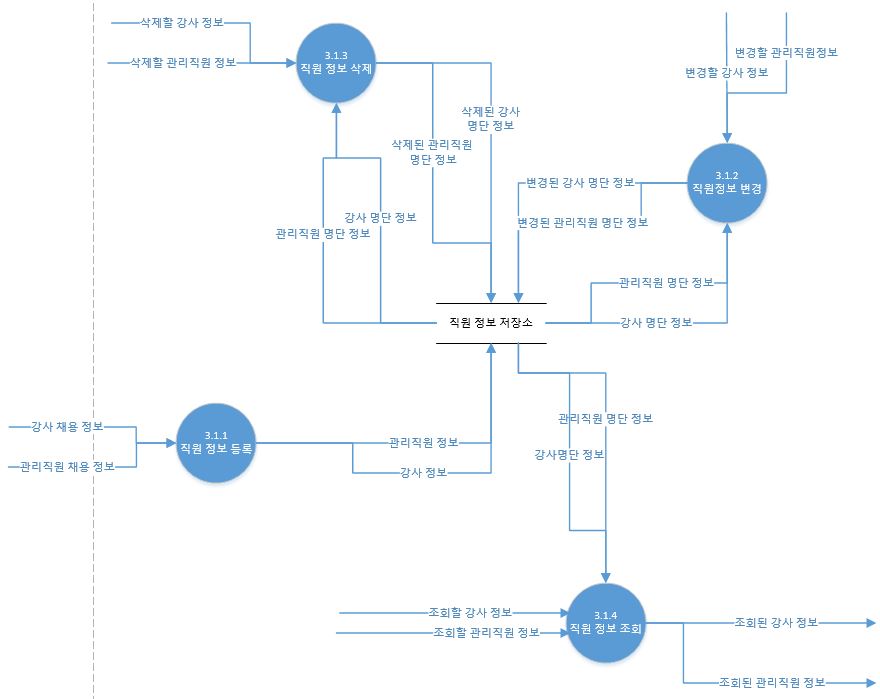 삭제할 강사 정보
삭제할 관리직원 정보
3.1.3
직원 정보 삭제
변경할 관리직원정보
변경할 강사 정보
삭제된 강사
명단 정보
삭제된 관리직원
명단 정보
3.1.2
직원정보 변경
변경된 강사 명단 정보
변경된 관리직원 명단 정보
강사 명단 정보
관리직원 명단 정보
관리직원 명단 정보
직원 정보 저장소
강사 명단 정보
강사 채용 정보
관리직원 채용 정보
3.1.1
직원 정보 등록
관리직원 정보
강사 정보
관리직원 명단 정보
강사명단 정보
조회할 강사 정보
조회할 관리직원 정보
3.1.4
직원 정보 조회
조회된 강사 정보
조회된 관리직원 정보